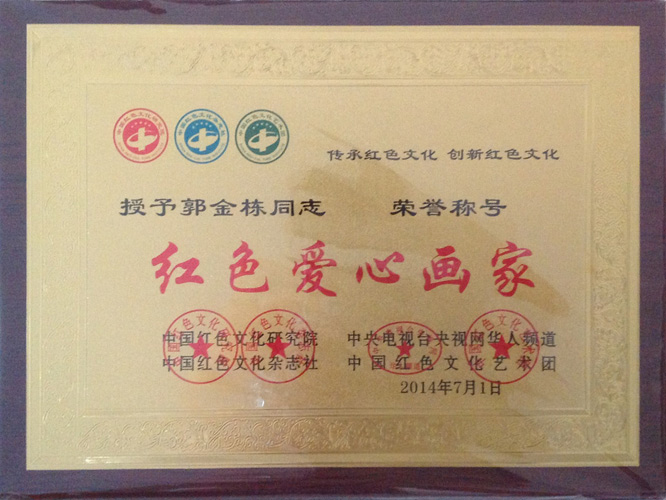 传承红色文化 创新红色文化
授予郭金栋同志 荣誉称号
红色爱心画家
中国红色文化研究院 中央电视台央视网华人频道
中国红色文化杂志社 中国红色文化艺术团
2014年7月1日